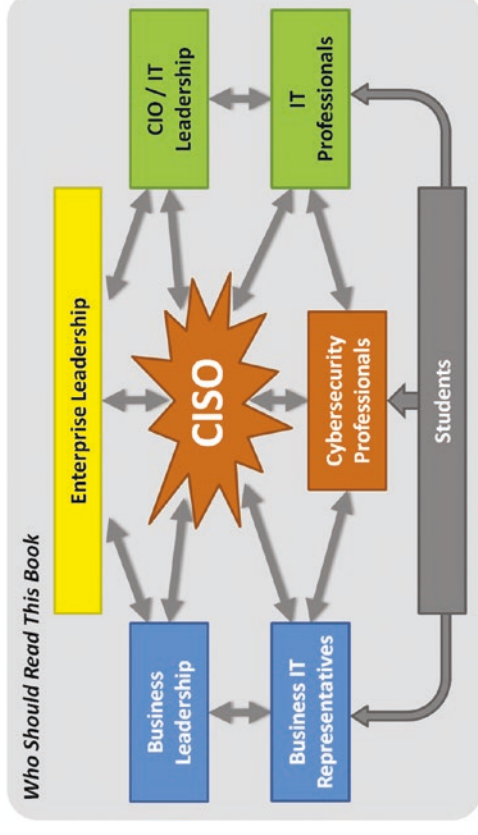 Who Should Read This Book
Enterprise Leadership
Business
Leadership
CISO
CIO / IT
Leadership
Business IT
Representatives
Cybersecurity
Professionals
IT
Professionals
Students